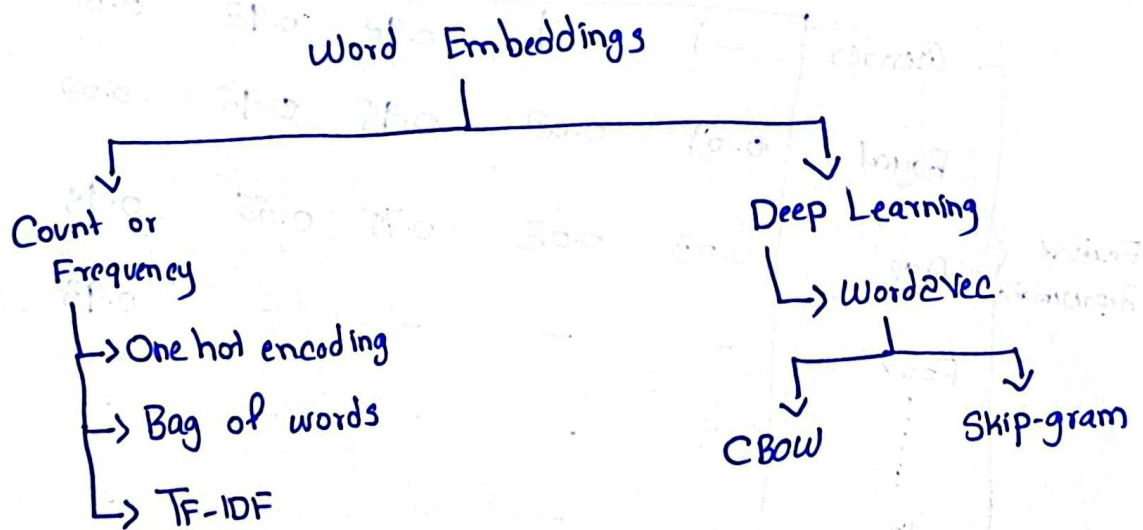 Word Embeddings
Count or
Frequency
One hot encoding
Bag of words
TF-IDF
Deep Learning
Word2Vec
CBOW
Skip-gram